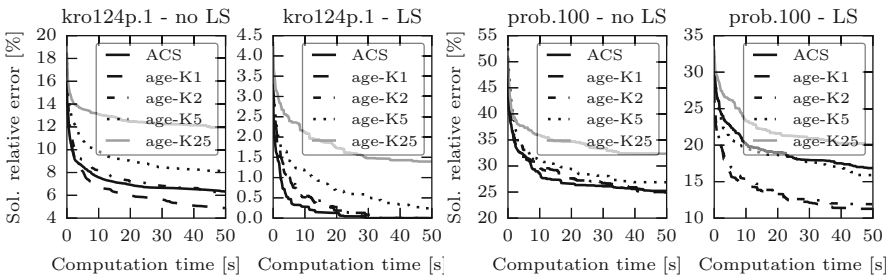 kro124p.1 - no LS
kro124p.1 - LS
prob.100 - no LS
prob.100 - LS
Sol. relative error [%]
20
18
16
14
12
10
8
6
4
ACS
age-K1
age-K2
age-K5
age-K25
0 10 20 30 40 50
Computation time [s]
4.5
4.0
3.5
3.0
2.5
2.0
1.5
1.0
0.5
0.0
ACS
age-K1
age-K2
age-K5
age-K25
0 10 20 30 40 50
Computation time [s]
Sol. relative error [%]
55
50
45
40
35
30
25
20
ACS
age-K1
age-K2
age-K5
age-K25
0 10 20 30 40 50
Computation time [s]
35
30
25
20
15
10
ACS
age-K1
age-K2
age-K5
age-K25
0 10 20 30 40 50
Computation time [s]